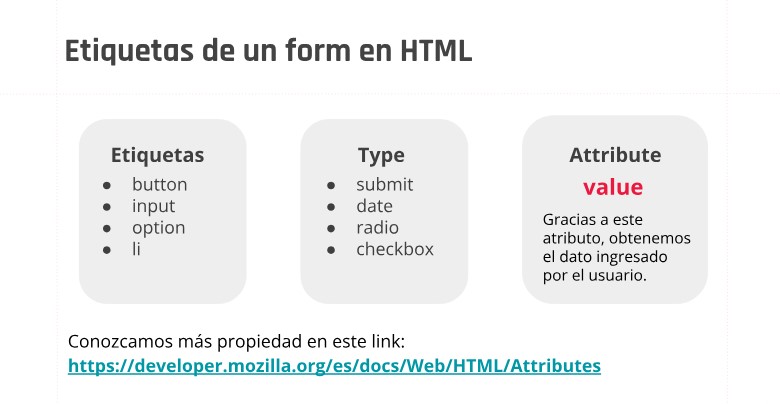 Etiquetas de un form en HTML
Etiquetas
● button
● input
● option
● li
Type
● submit
● date
● radio
● checkbox
Attribute
value
Gracias a este
atributo, obtenemos
el dato ingresado
por el usuario.
Conozcamos más propiedad en este link:
https://developer.mozilla.org/es/docs/Web/HTML/Attributes